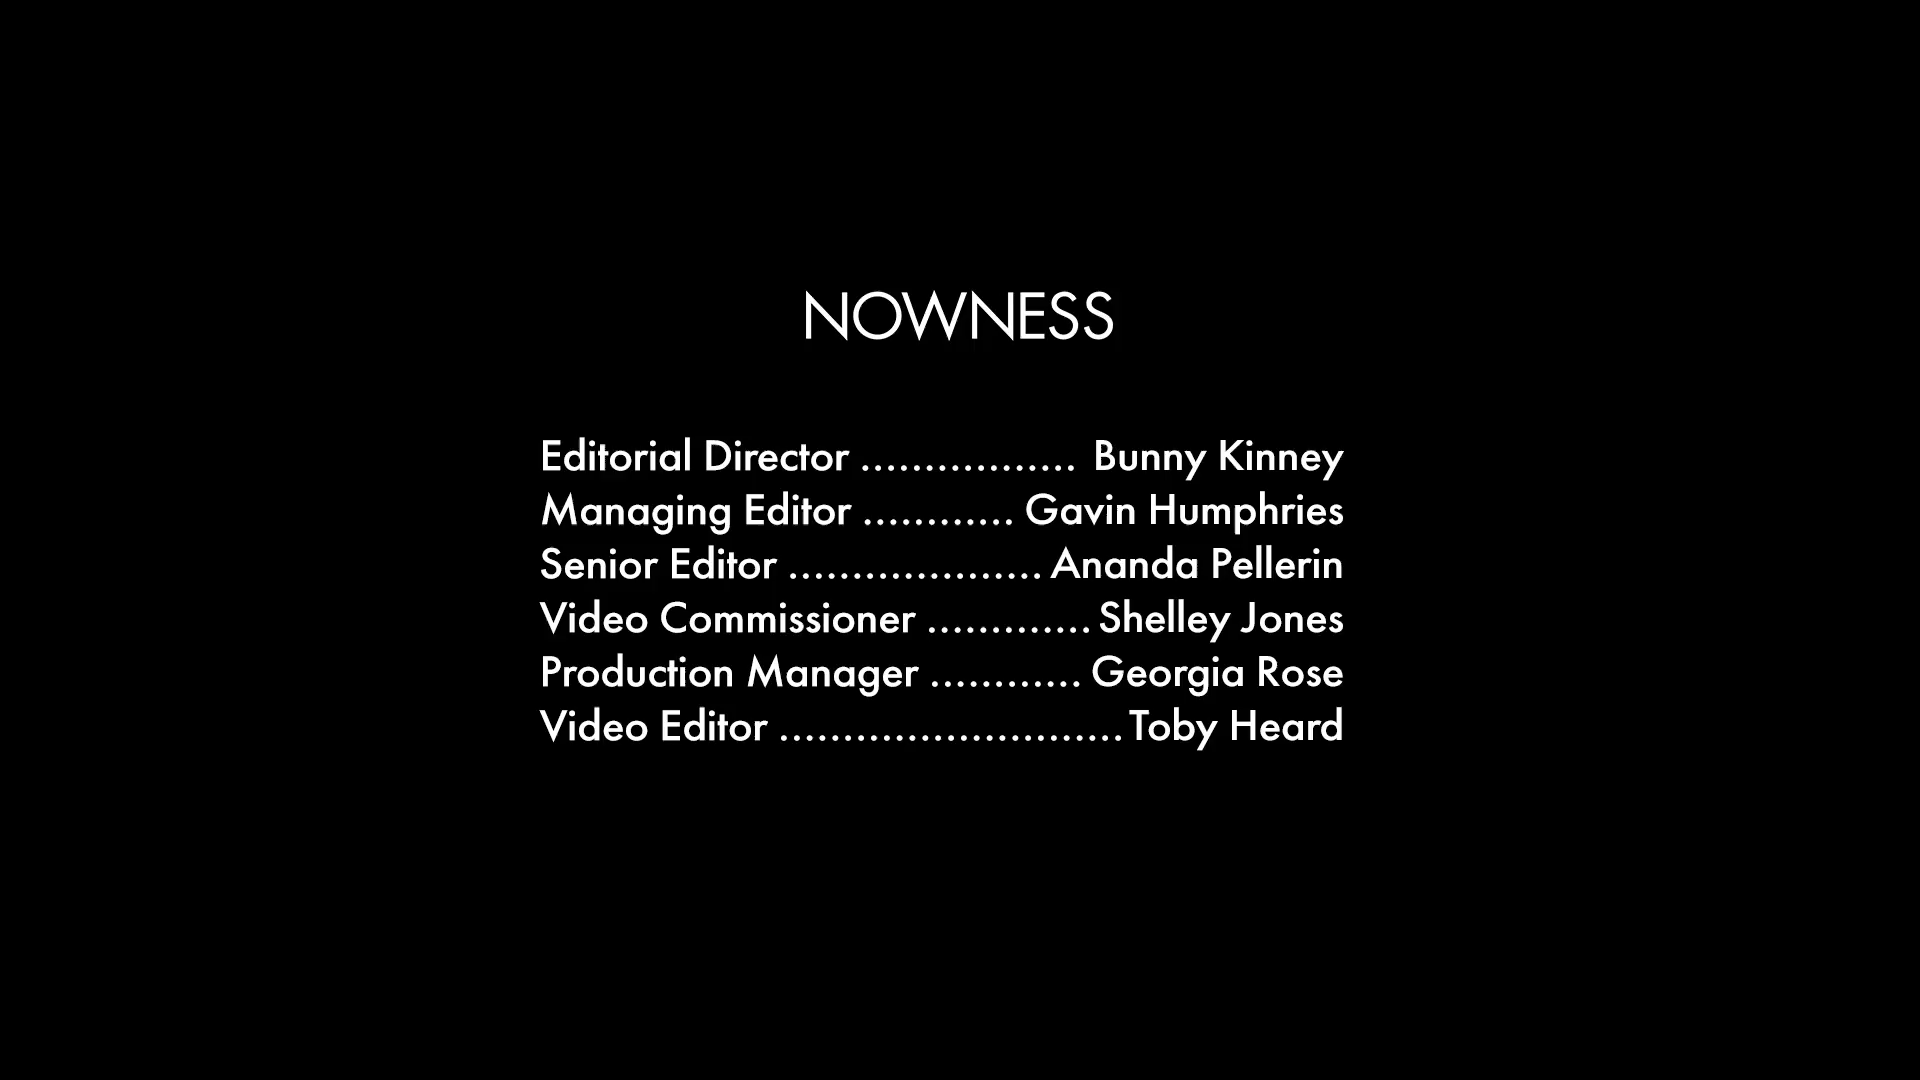 NOWNESS
Editorial Director ................. Bunny Kinney
Managing Editor ............ Gavin Humphries
Senior Editor .................... Ananda Pellerin
Video Commissioner ............. Shelley Jones
Production Manager ............ Georgia Rose
Video Editor ........................... Toby Heard